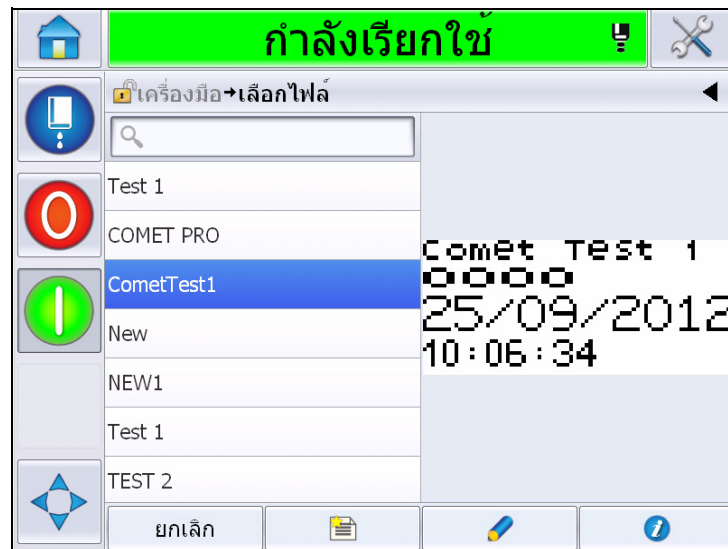 กำลังเรียกใช้
เครื่องมือ→เลือกไฟล์
Test 1
COMET PRO
CometTest1
New
NEW1
Test 1
TEST 2
Comet Test 1
0000
25/09/2012
10:06:34
ยกเลิก